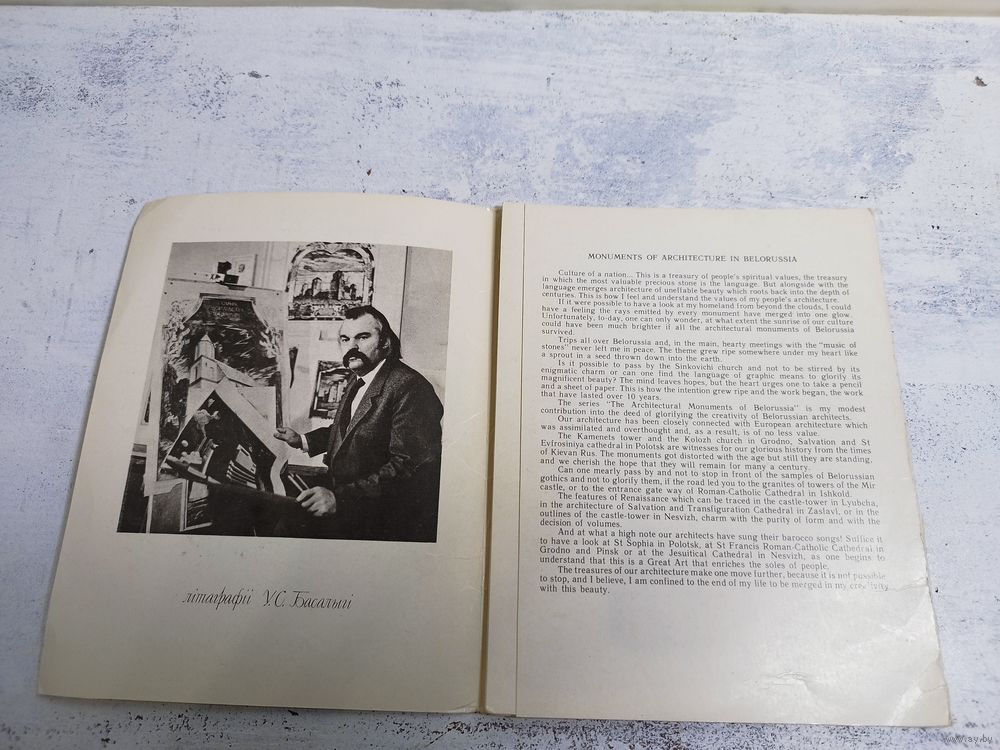 літаграфіі У.С. Басалыгі
MONUMENTS OF ARCHITECTURE IN BELORUSSIA
Culture of a nation... This is a treasury of people's spiritual values, the treasury
in which the most valuable precious stone is the language. But alongside with the
language emerges architecture of uneffable beauty which roots back into the depth of
centuries. This is how I feel and understand the values of my people's architecture.
If it were possible to have a look at my homeland from beyond the clouds, I could
have a feeling the rays emitted by every monument have merged into one glow.
Unfortunately, to-day, one can only wonder, at what extent the sunrise of our culture
could have been much brighter if all the architectural monuments of Belorussia
survived.
Trips all over Belorussia and, in the main, hearty meetings with the "music of
stones" never left me in peace. The theme grew ripe somewhere under my heart like
a sprout in a seed thrown down into the earth.
Is it possible to pass by the Sinkovichi church and not to be stirred by its
enigmatic charm or can one find the language of graphic means to glorify its
magnificent beauty? The mind leaves hopes, but the heart urges one to take a pencil
and a sheet of paper. This is how the intention grew ripe and the work began, the work
that have lasted over 10 years.
The series "The Architectural Monuments of Belorussia" is my modest
contribution into the deed of glorifying the creativity of Belorussian architects.
Our architecture has been closely connected with European architecture which
was assimilated and overthought and, as a result, is of no less value.
The Kamenets tower and the Kolozh church in Grodno, Salvation and St
Evfrosiniya cathedral in Polotsk are witnesses for our glorious history from the times
of Kievan Rus. The monuments got distorted with the age but still they are standing,
and we cherish the hope that they will remain for many a century.
Can one mearly pass by and not to stop in front of the samples of Belorussian
gothics and not to glorify them, if the road led you to the granites of towers of the Mir
castle, or to the entrance gate way of Roman-Catholic Cathedral in Ishkold.
The features of Renaissance which can be traced in the castle-tower in Lyubcha,
in the architecture of Salvation and Transfiguration Cathedral in Zaslavl, or in the
outlines of the castle-tower in Nesvizh, charm with the purity of form and with the
decision of volumes.
And at what a high note our architects have sung their barocco songs! Suffice it
to have a look at St Sophia in Polotsk, at St Francis Roman-Catholic Cathedral in
Grodno and Pinsk or at the Jesuitical Cathedral in Nesvizh, as one begins to
understand that this is a Great Art that enriches the soles of people.
The treasures of our architecture make one move further, because it is not possible
to stop, and I believe, I am confined to the end of my life to be merged in my creativity
with this beauty.
www.ay.by